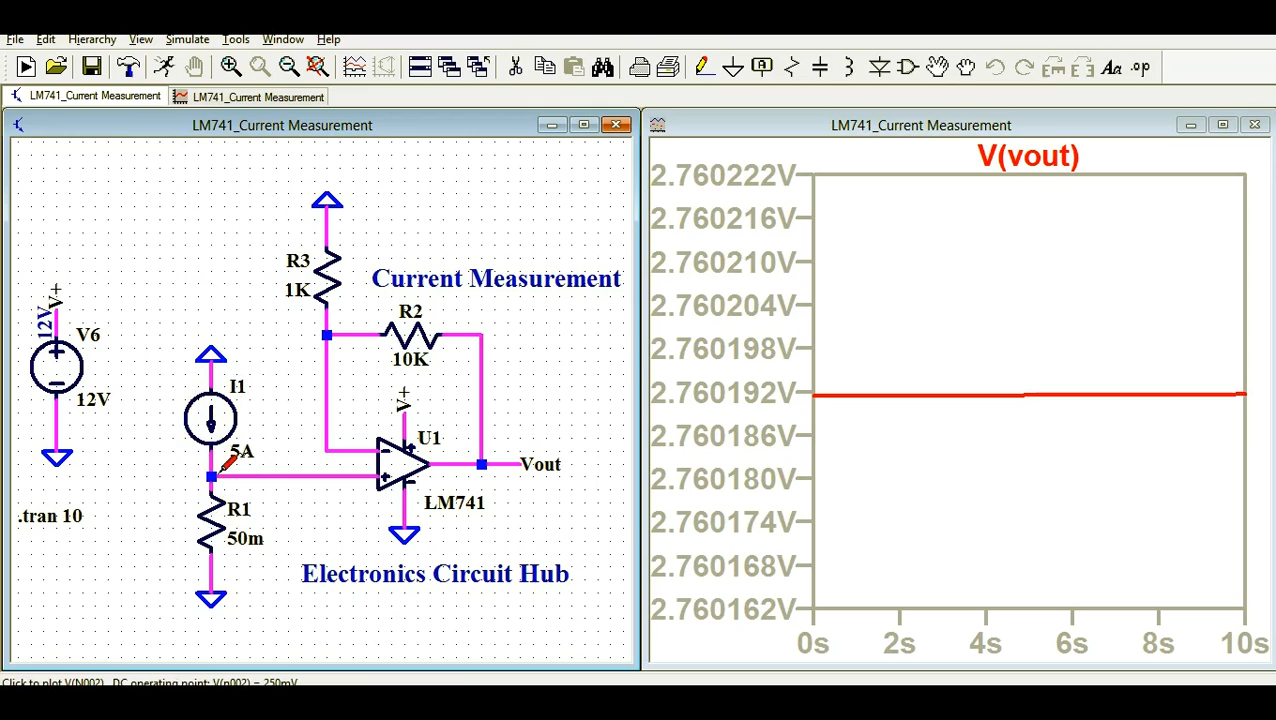 File Edit Hierarchy View Simulate Tools Window Help
Aa .op
LM741_Current Measurement
LM741_Current Measurement
LM741_Current Measurement
R3
1K
Current Measurement
R2
10K
V+
12V
V6
12V
I1
5A
V+
U1
Vout
LM741
R1
50m
.tran 10
Electronics Circuit Hub
LM741_Current Measurement
V(vout)
2.760222V
2.760216V
2.760210V
2.760204V
2.760198V
2.760192V
2.760186V
2.760180V
2.760174V
2.760168V
2.760162V
0s 2s 4s 6s 8s 10s
Click to plot V(N002). DC operating point: V(n002) = 250mV